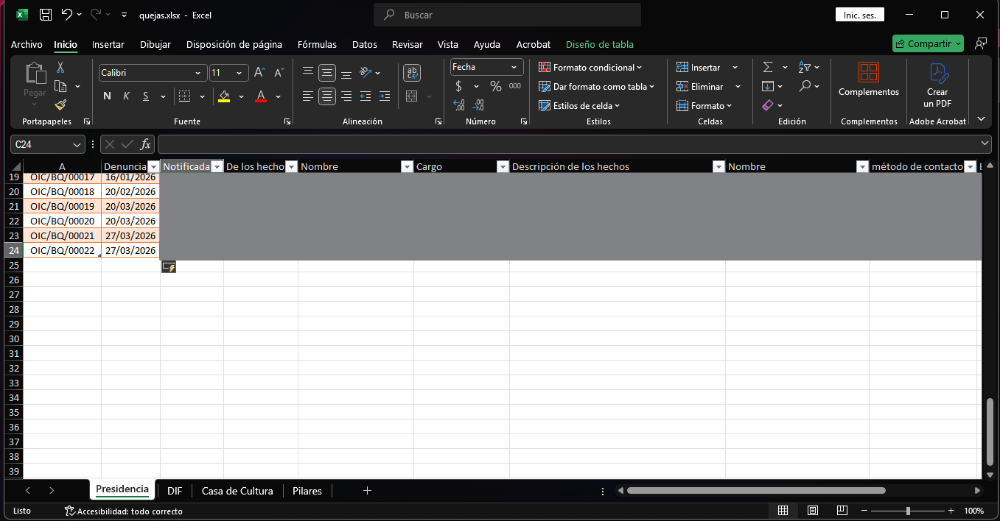 quejas.xlsx - Excel
Buscar
Inic. ses.
Archivo Inicio Insertar Dibujar Disposición de página Fórmulas Datos Revisar Vista Ayuda Acrobat Diseño de tabla
Compartir
Pegar
Portapapeles
Calibri 11
N K S
Fuente
Alineación
Fecha
$ % 000
Número
Formato condicional
Dar formato como tabla
Estilos de celda
Estilos
Insertar
Eliminar
Formato
Celdas
Edición
Complementos
Complementos
Crear
un PDF
Adobe Acrobat
C24
fx
A Denuncia Notificada De los hecho Nombre Cargo Descripción de los hechos Nombre método de contacto
19 OIC/BQ/00017 16/01/2026
20 OIC/BQ/00018 20/02/2026
21 OIC/BQ/00019 20/03/2026
22 OIC/BQ/00020 20/03/2026
23 OIC/BQ/00021 27/03/2026
24 OIC/BQ/00022 27/03/2026
25
26
27
28
29
30
31
32
33
34
35
36
37
38
39
Presidencia DIF Casa de Cultura Pilares
Listo Accesibilidad: todo correcto 100%